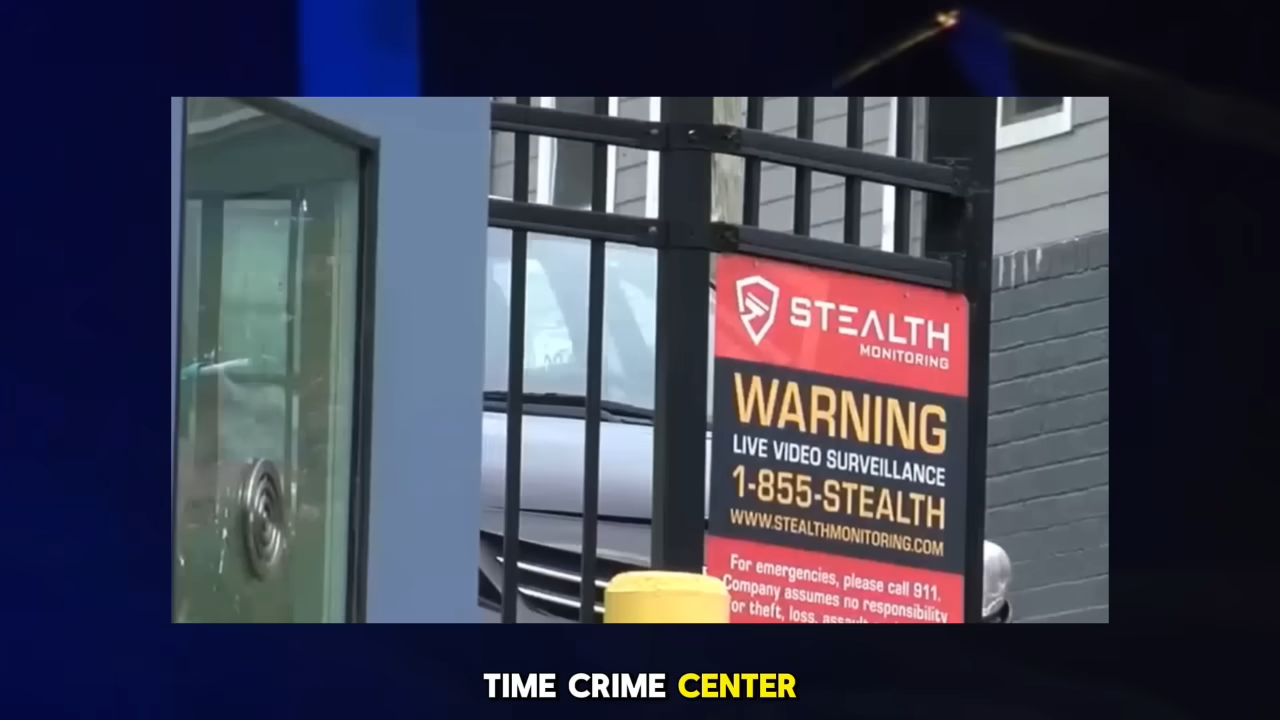 STEALTH
MONITORING
WARNING
LIVE VIDEO SURVEILLANCE
1-855-STEALTH
WWW.STEALTHMONITORING.COM
For emergencies, please call 911.
Company assumes no responsibility
for theft, loss,
TIME CRIME CENTER